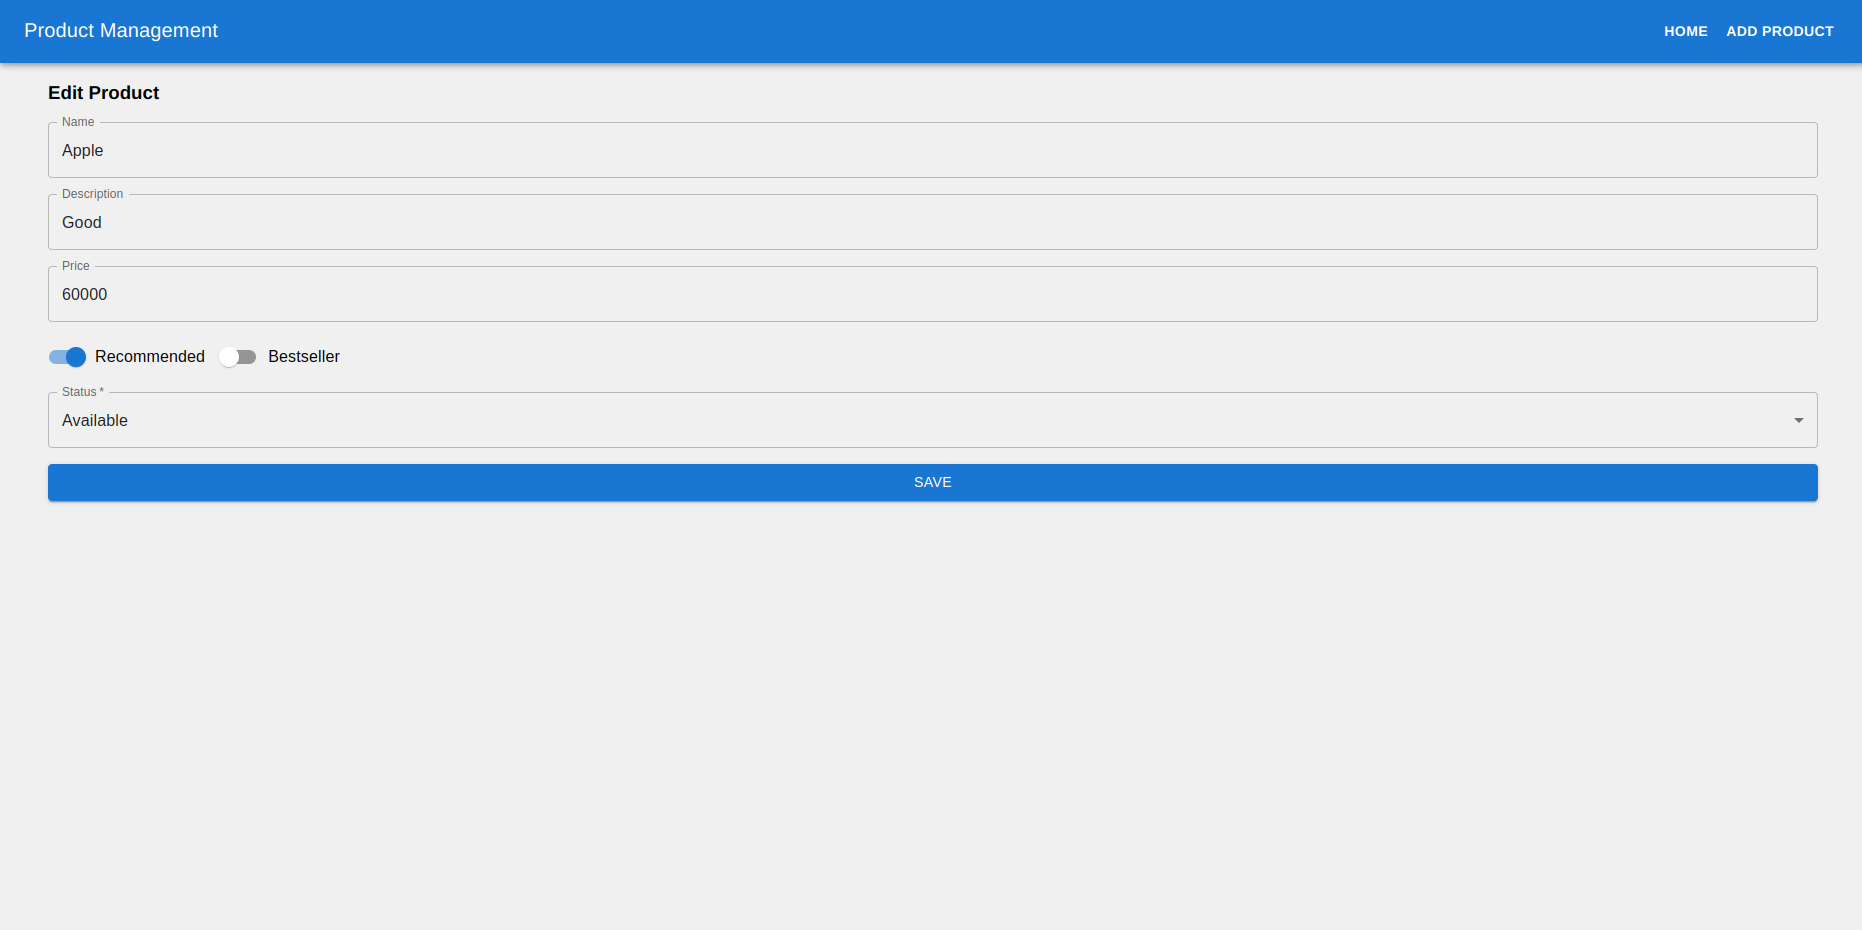 Product Management
HOME ADD PRODUCT
Edit Product
Name
Apple
Description
Good
Price
60000
Recommended Bestseller
Status *
Available
SAVE